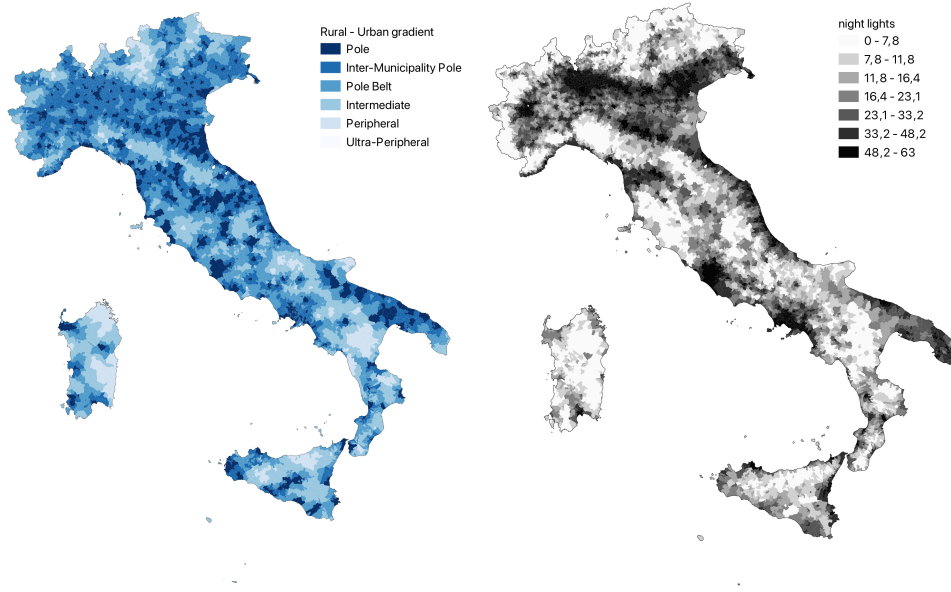 Rural - Urban gradient
Pole
Inter-Municipality Pole
Pole Belt
Intermediate
Peripheral
Ultra-Peripheral
night lights
0 - 7,8
7,8 - 11,8
11,8 - 16,4
16,4 - 23,1
23,1 - 33,2
33,2 - 48,2
48,2 - 63